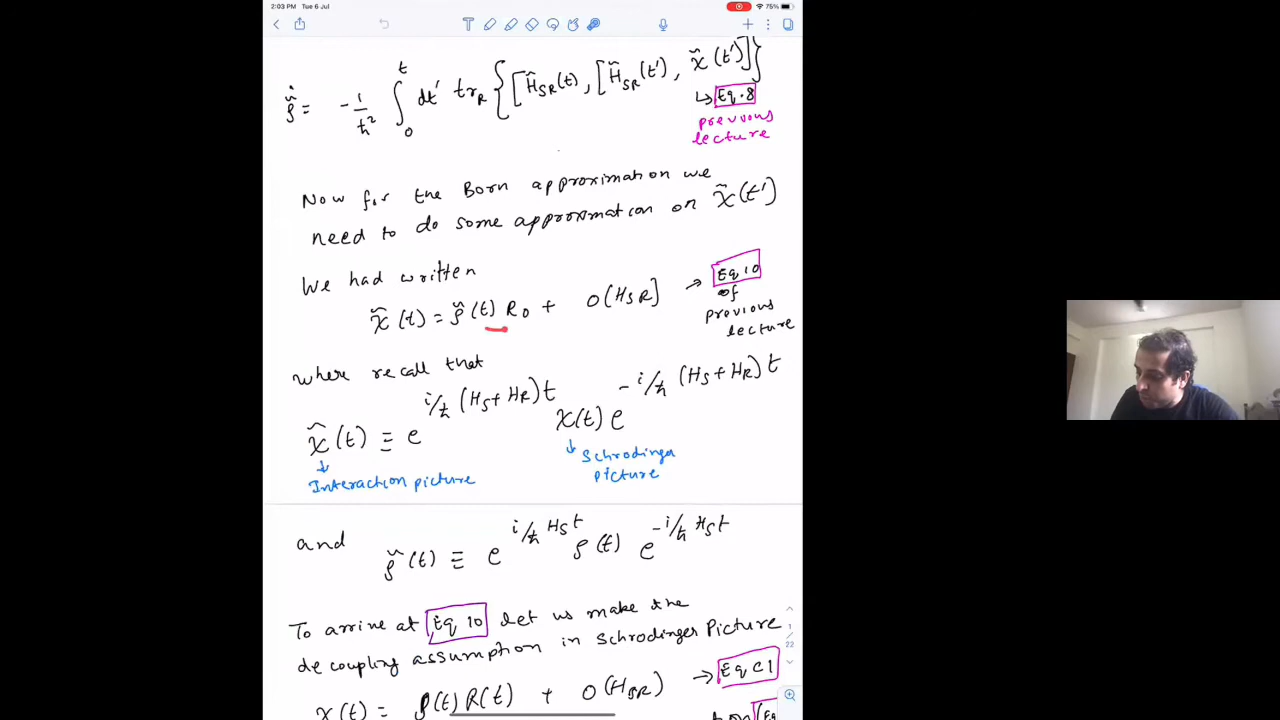 2:03 PM Tue 6 Jul
75%
ρ̃̇ = -1/ħ² ∫₀ᵗ dt' tr_R {[H̃_SR(t), [H̃_SR(t'), χ̃(t')]]}
↳ Eq. 8
previous
lecture
Now for the Born approximation we
need to do some approximation on χ̃(t')
We had written
χ̃(t) = ρ̃(t) R₀ + O(H_SR) → Eq 10
of
previous
lecture
where recall that
χ̃(t) ≡ e^{i/ħ (H_S + H_R) t} χ(t) e^{-i/ħ (H_S + H_R) t}
↓ Interaction picture
↓ Schrodinger
picture
and ρ̃(t) ≡ e^{i/ħ H_S t} ρ(t) e^{-i/ħ H_S t}
To arrive at Eq 10 let us make the
decoupling assumption in Schrodinger Picture
χ(t) = ρ(t) R(t) + O(H_SR) → Eq C1
1
/
22